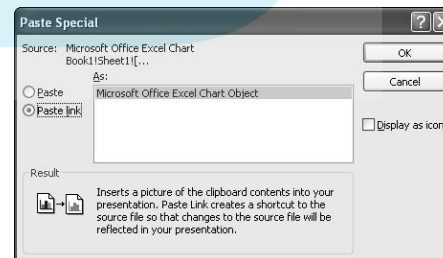 Paste Special
Source: Microsoft Office Excel Chart
Book1!Sheet1![...
As:
Paste
Paste link
Microsoft Office Excel Chart Object
OK
Cancel
Display as icon
Result
Inserts a picture of the clipboard contents into your
presentation. Paste Link creates a shortcut to the
source file so that changes to the source file will be
reflected in your presentation.